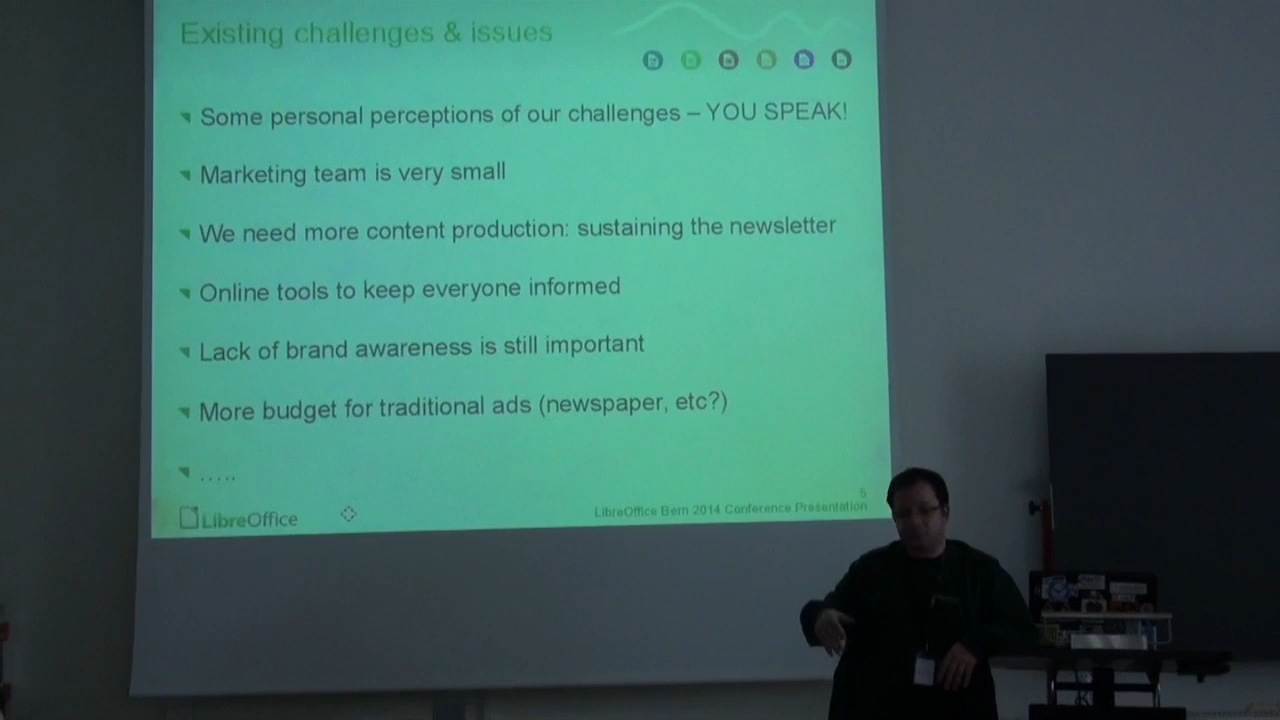 Existing challenges & issues
Some personal perceptions of our challenges – YOU SPEAK!
Marketing team is very small
We need more content production: sustaining the newsletter
Online tools to keep everyone informed
Lack of brand awareness is still important
More budget for traditional ads (newspaper, etc?)
.....
5
LibreOffice
LibreOffice Bern 2014 Conference Presentation